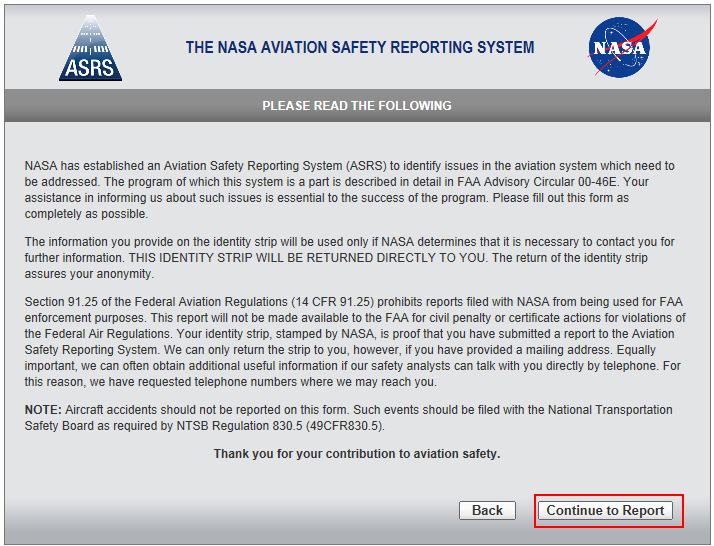 ASRS
THE NASA AVIATION SAFETY REPORTING SYSTEM
NASA
PLEASE READ THE FOLLOWING
NASA has established an Aviation Safety Reporting System (ASRS) to identify issues in the aviation system which need to
be addressed. The program of which this system is a part is described in detail in FAA Advisory Circular 00-46E. Your
assistance in informing us about such issues is essential to the success of the program. Please fill out this form as
completely as possible.
The information you provide on the identity strip will be used only if NASA determines that it is necessary to contact you for
further information. THIS IDENTITY STRIP WILL BE RETURNED DIRECTLY TO YOU. The return of the identity strip
assures your anonymity.
Section 91.25 of the Federal Aviation Regulations (14 CFR 91.25) prohibits reports filed with NASA from being used for FAA
enforcement purposes. This report will not be made available to the FAA for civil penalty or certificate actions for violations of
the Federal Air Regulations. Your identity strip, stamped by NASA, is proof that you have submitted a report to the Aviation
Safety Reporting System. We can only return the strip to you, however, if you have provided a mailing address. Equally
important, we can often obtain additional useful information if our safety analysts can talk with you directly by telephone. For
this reason, we have requested telephone numbers where we may reach you.
NOTE: Aircraft accidents should not be reported on this form. Such events should be filed with the National Transportation
Safety Board as required by NTSB Regulation 830.5 (49CFR830.5).
Thank you for your contribution to aviation safety.
Back
Continue to Report